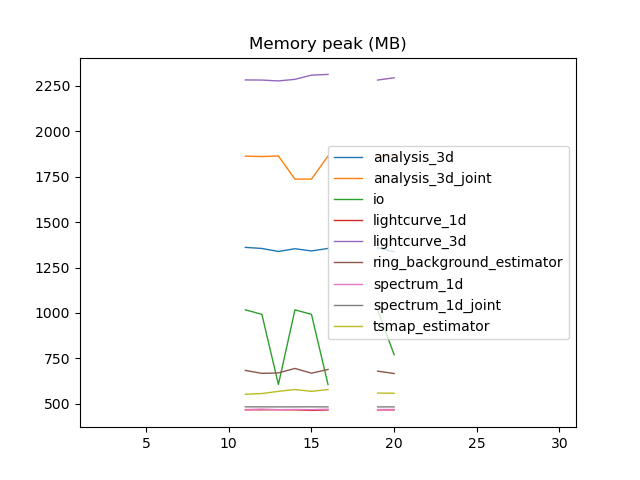 Memory peak (MB)
2250
2000
1750
1500
1250
1000
750
500
analysis_3d
analysis_3d_joint
io
lightcurve_1d
lightcurve_3d
ring_background_estimator
spectrum_1d
spectrum_1d_joint
tsmap_estimator
5 10 15 20 25 30